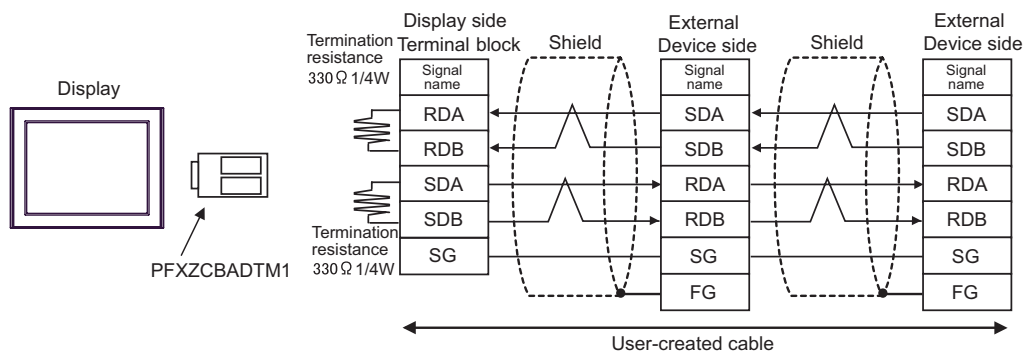 Display
PFXZCBADTM1
Termination
resistance
330 Ω 1/4W
Termination
resistance
330 Ω 1/4W
Display side
Terminal block
Signal
name
RDA
RDB
SDA
SDB
SG
Shield
External
Device side
Signal
name
SDA
SDB
RDA
RDB
SG
FG
Shield
External
Device side
Signal
name
SDA
SDB
RDA
RDB
SG
FG
User-created cable